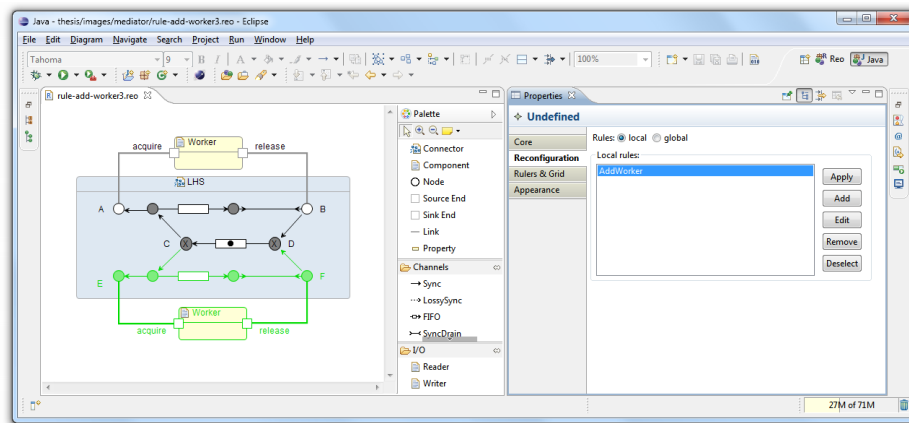 Java - thesis/images/mediator/rule-add-worker3.reo - Eclipse
File Edit Diagram Navigate Search Project Run Window Help
Tahoma 9 B I A 100%
Reo Java
rule-add-worker3.reo
Worker
acquire release
LHS
A B
C X X D
E F
Worker
acquire release
Palette
Connector
Component
Node
Source End
Sink End
Link
Property
Channels
Sync
LossySync
FIFO
SyncDrain
I/O
Reader
Writer
Properties
Undefined
Core
Reconfiguration
Rulers & Grid
Appearance
Rules: local global
Local rules:
AddWorker
Apply
Add
Edit
Remove
Deselect
27M of 71M